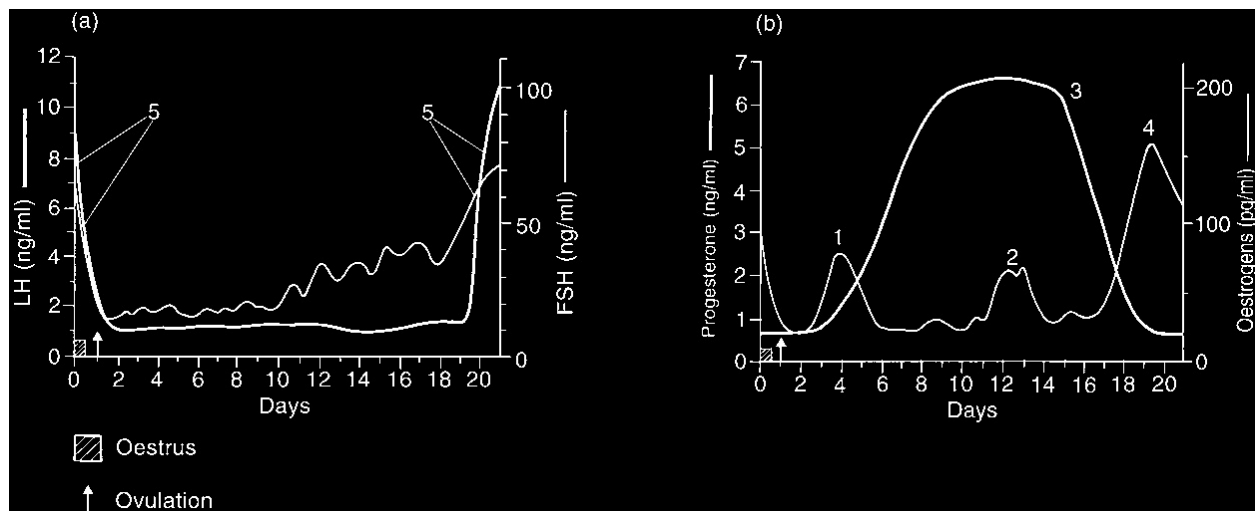 (a)
12
10
8
6
4
2
0
LH (ng/ml)
5
5
100
50
0
FSH (ng/ml)
0 2 4 6 8 10 12 14 16 18 20
Days
Oestrus
Ovulation
(b)
7
6
5
4
3
2
1
0
Progesterone (ng/ml)
1
2
3
4
200
100
0
Oestrogens (pg/ml)
0 2 4 6 8 10 12 14 16 18 20
Days